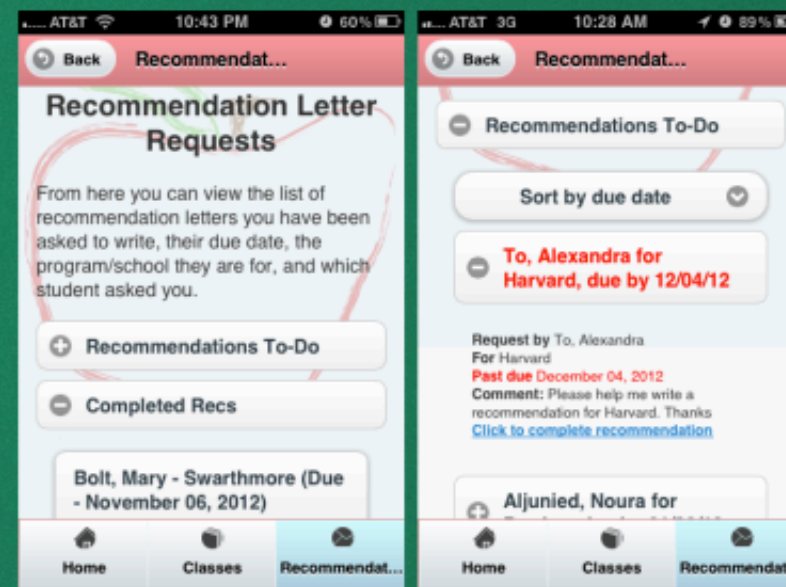 AT&T 10:43 PM 60%
Back Recommendat...
Recommendation Letter
Requests
From here you can view the list of
recommendation letters you have been
asked to write, their due date, the
program/school they are for, and which
student asked you.
Recommendations To-Do
Completed Recs
Bolt, Mary - Swarthmore (Due
- November 06, 2012)
Home Classes Recommendat...
AT&T 3G 10:28 AM 89%
Back Recommendat...
Recommendations To-Do
Sort by due date
To, Alexandra for
Harvard, due by 12/04/12
Request by To, Alexandra
For Harvard
Past due December 04, 2012
Comment: Please help me write a
recommendation for Harvard. Thanks
Click to complete recommendation
Aljunied, Noura for
Home Classes Recommendat